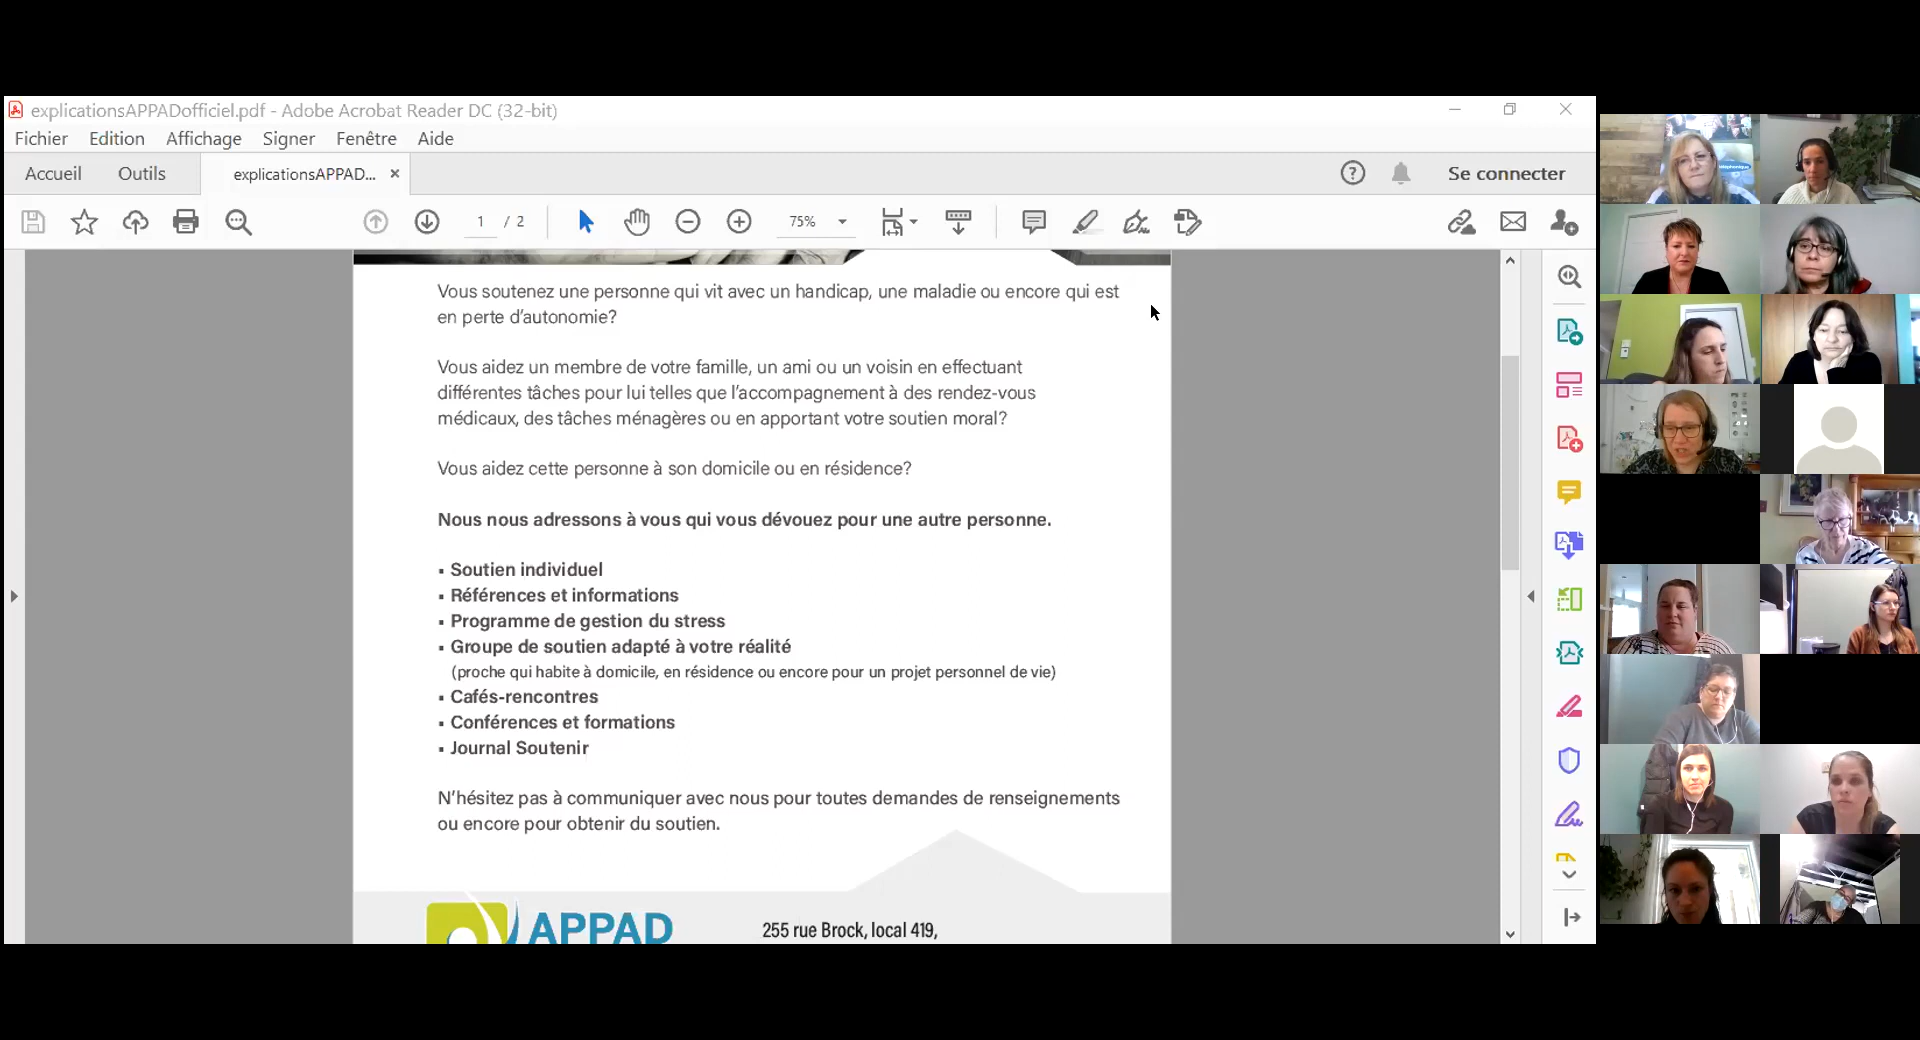 explicationsAPPADofficiel.pdf - Adobe Acrobat Reader DC (32-bit)
Fichier Edition Affichage Signer Fenêtre Aide
Accueil Outils explicationsAPPAD... × Se connecter
1 / 2 75%
Vous soutenez une personne qui vit avec un handicap, une maladie ou encore qui est
en perte d'autonomie?
Vous aidez un membre de votre famille, un ami ou un voisin en effectuant
différentes tâches pour lui telles que l'accompagnement à des rendez-vous
médicaux, des tâches ménagères ou en apportant votre soutien moral?
Vous aidez cette personne à son domicile ou en résidence?
Nous nous adressons à vous qui vous dévouez pour une autre personne.
▪ Soutien individuel
▪ Références et informations
▪ Programme de gestion du stress
▪ Groupe de soutien adapté à votre réalité
(proche qui habite à domicile, en résidence ou encore pour un projet personnel de vie)
▪ Cafés-rencontres
▪ Conférences et formations
▪ Journal Soutenir
N'hésitez pas à communiquer avec nous pour toutes demandes de renseignements
ou encore pour obtenir du soutien.
APPAD
255 rue Brock, local 419,